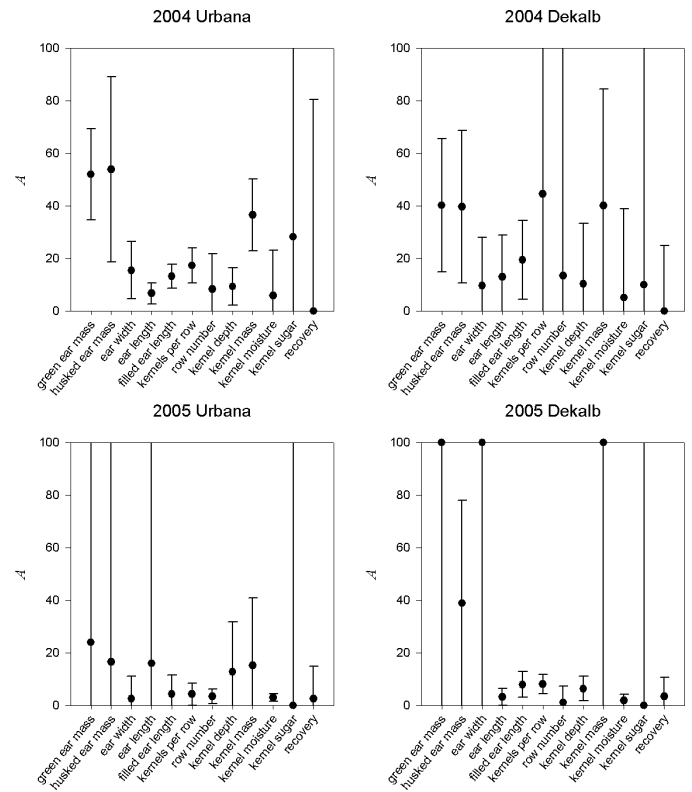 2004 Urbana
2004 Dekalb
100
80
60
40
20
0
A
green ear mass
husked ear mass
ear width
ear length
filled ear length
kernels per row
row number
kernel depth
kernel mass
kernel moisture
kernel sugar
recovery
100
80
60
40
20
0
A
green ear mass
husked ear mass
ear width
ear length
filled ear length
kernels per row
row number
kernel depth
kernel mass
kernel moisture
kernel sugar
recovery
2005 Urbana
2005 Dekalb
100
80
60
40
20
0
A
green ear mass
husked ear mass
ear width
ear length
filled ear length
kernels per row
row number
kernel depth
kernel mass
kernel moisture
kernel sugar
recovery
100
80
60
40
20
0
A
green ear mass
husked ear mass
ear width
ear length
filled ear length
kernels per row
row number
kernel depth
kernel mass
kernel moisture
kernel sugar
recovery